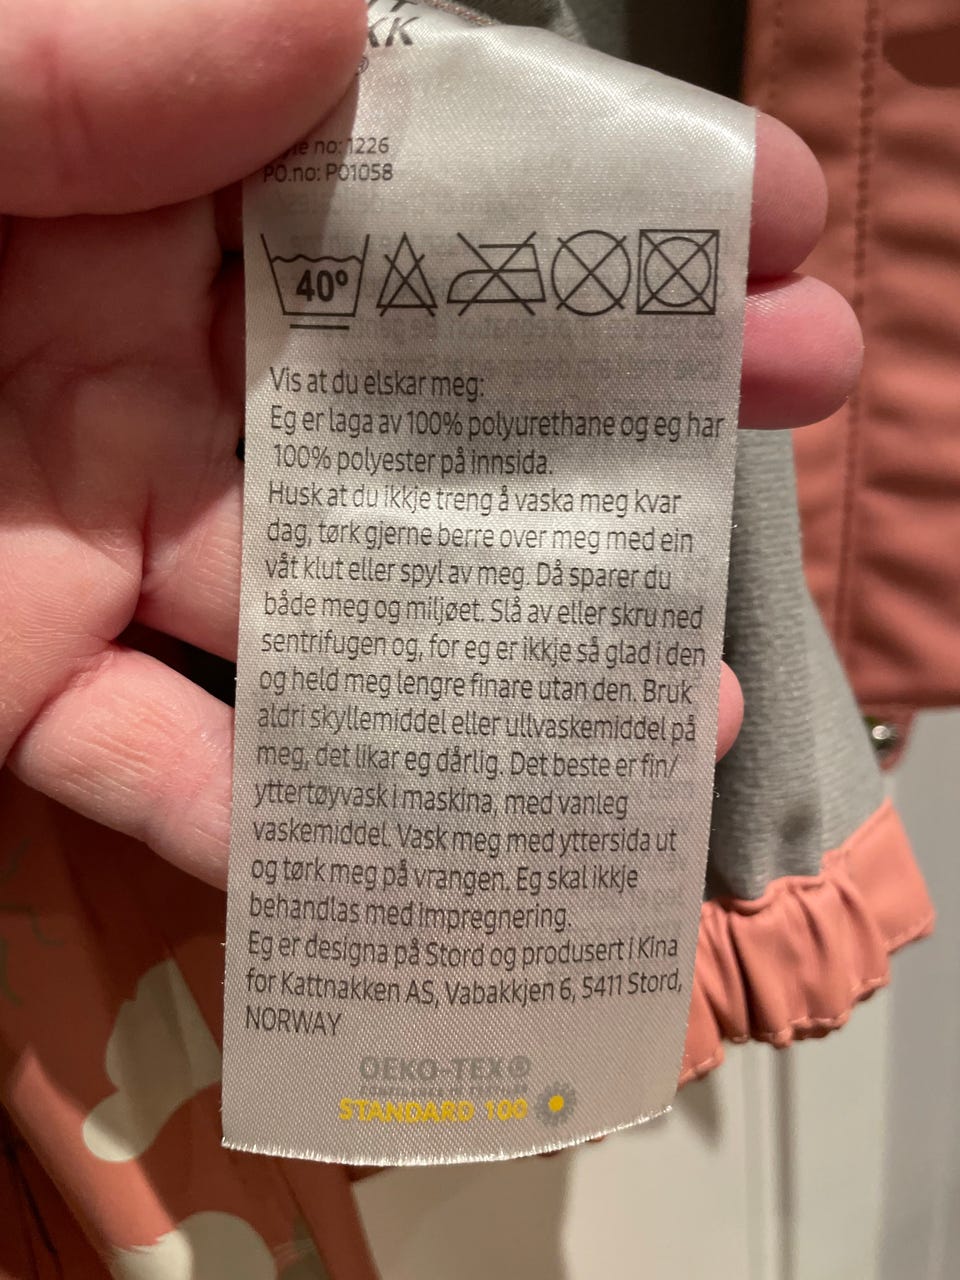 KK
®
no: 1226
PO.no: PO1058
40°
Vis at du elskar meg:
Eg er laga av 100% polyurethane og eg har
100% polyester på innsida.
Husk at du ikkje treng å vaska meg kvar
dag, tørk gjerne berre over meg med ein
våt klut eller spyl av meg. Då sparer du
både meg og miljøet. Slå av eller skru ned
sentrifugen og, for eg er ikkje så glad i den
og held meg lengre finare utan den. Bruk
aldri skyllemiddel eller ullvaskemiddel på
meg, det likar eg dårlig. Det beste er fin/
yttertøyvask i maskina, med vanleg
vaskemiddel. Vask meg med yttersida ut
og tørk meg på vrangen. Eg skal ikkje
behandlas med impregnering.
Eg er designa på Stord og produsert i Kina
for Kattnakken AS, Vabakkjen 6, 5411 Stord,
NORWAY
OEKO-TEX®
STANDARD 100